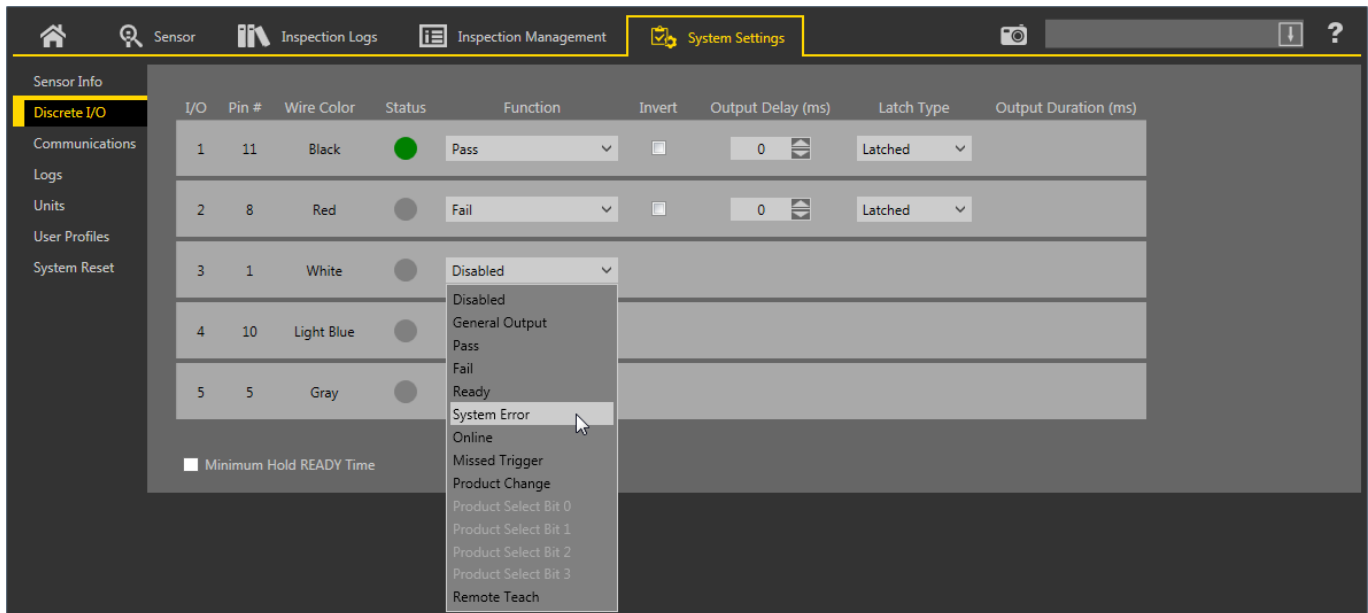 Sensor Inspection Logs Inspection Management System Settings ?
Sensor Info
Discrete I/O
Communications
Logs
Units
User Profiles
System Reset
I/O Pin # Wire Color Status Function Invert Output Delay (ms) Latch Type Output Duration (ms)
1 11 Black Pass 0 Latched
2 8 Red Fail 0 Latched
3 1 White Disabled
4 10 Light Blue
5 5 Gray
Disabled
General Output
Pass
Fail
Ready
System Error
Online
Missed Trigger
Product Change
Product Select Bit 0
Product Select Bit 1
Product Select Bit 2
Product Select Bit 3
Remote Teach
Minimum Hold READY Time